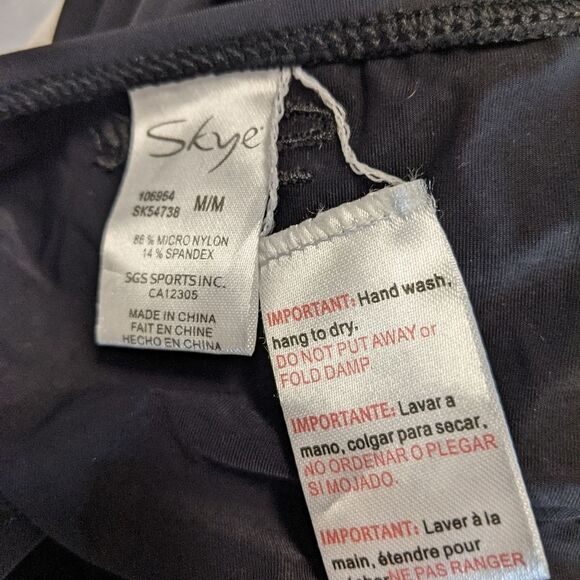 Skye
106964
SK54738
M/M
86% MICRO NYLON
14% SPANDEX
SGS SPORTS INC.
CA12305
MADE IN CHINA
FAIT EN CHINE
HECHO EN CHINA
IMPORTANT: Hand wash,
hang to dry.
DO NOT PUT AWAY or
FOLD DAMP
IMPORTANTE: Lavar a
mano, colgar para secar.
NO ORDENAR O PLEGAR
SI MOJADO.
IMPORTANT: Laver à la
main, étendre pour
NE PAS RANGER